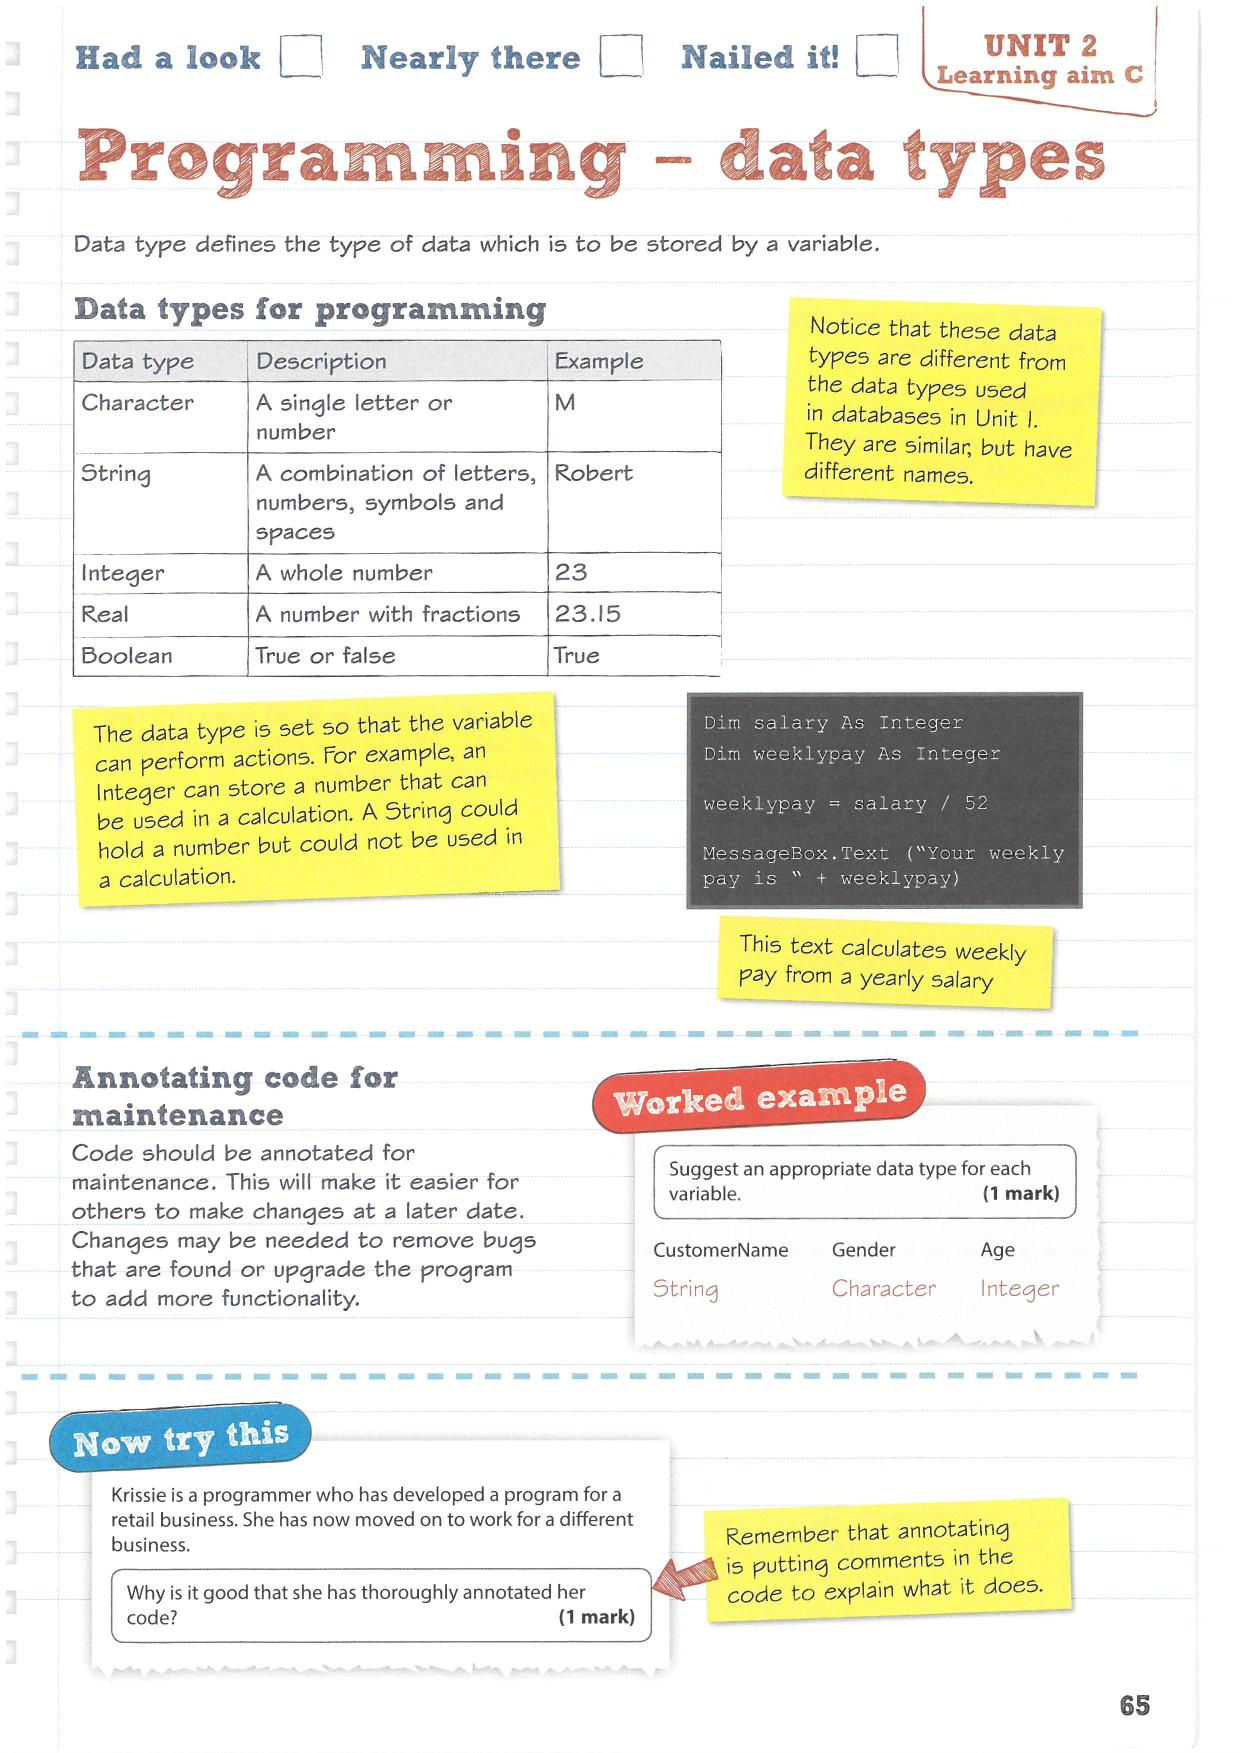 Had a look
Nearly there
Nailed it!
UNIT 2
Learning aim C
Programming – data types
Data type defines the type of data which is to be stored by a variable.
Data types for programming
Data type Description Example
Character A single letter or M
number
String A combination of letters, Robert
numbers, symbols and
spaces
Integer A whole number 23
Real A number with fractions 23.15
Boolean True or false True
Notice that these data
types are different from
the data types used
in databases in Unit 1.
They are similar, but have
different names.
The data type is set so that the variable
can perform actions. For example, an
Integer can store a number that can
be used in a calculation. A String could
hold a number but could not be used in
a calculation.
Dim salary As Integer
Dim weeklypay As Integer
weeklypay = salary / 52
MessageBox.Text (“Your weekly
pay is “ + weeklypay)
This text calculates weekly
pay from a yearly salary
Annotating code for
maintenance
Code should be annotated for
maintenance. This will make it easier for
others to make changes at a later date.
Changes may be needed to remove bugs
that are found or upgrade the program
to add more functionality.
Worked example
Suggest an appropriate data type for each
variable. (1 mark)
CustomerName Gender Age
String Character Integer
Now try this
Krissie is a programmer who has developed a program for a
retail business. She has now moved on to work for a different
business.
Why is it good that she has thoroughly annotated her
code? (1 mark)
Remember that annotating
is putting comments in the
code to explain what it does.
65